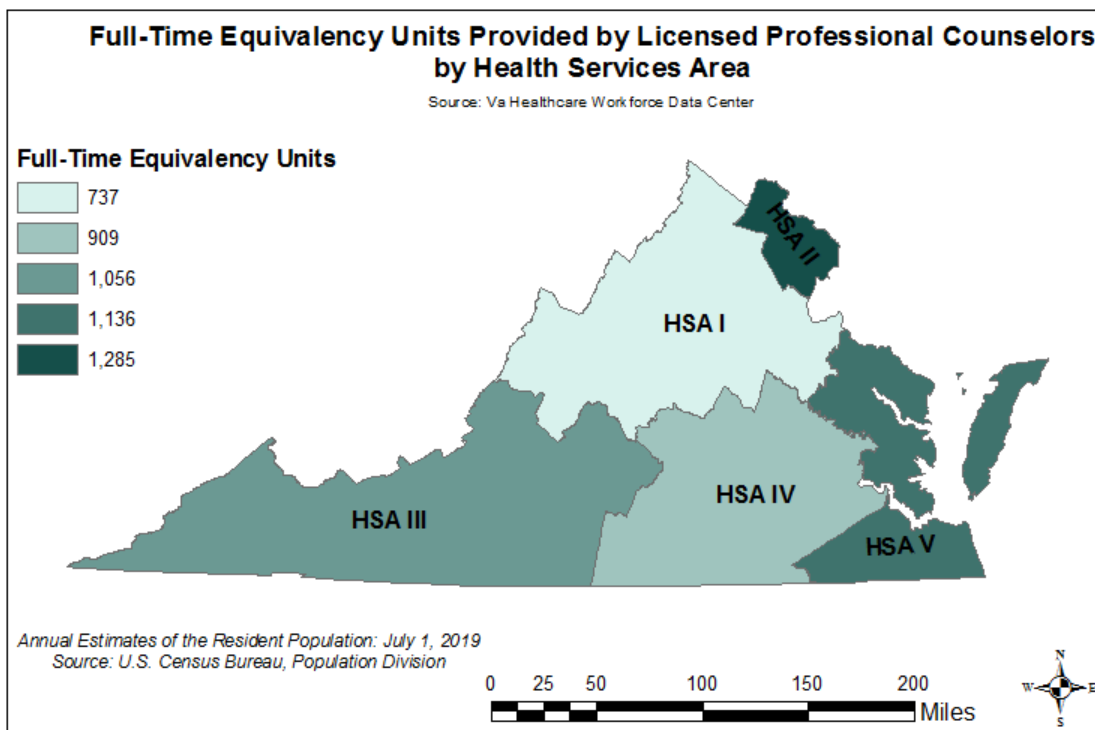 Full-Time Equivalency Units Provided by Licensed Professional Counselors
by Health Services Area
Source: Va Healthcare Workforce Data Center
Full-Time Equivalency Units
737
909
1,056
1,136
1,285
HSA II
HSA I
HSA III
HSA IV
HSA V
Annual Estimates of the Resident Population: July 1, 2019
Source: U.S. Census Bureau, Population Division
0 25 50 100 150 200
Miles
N
W E
S